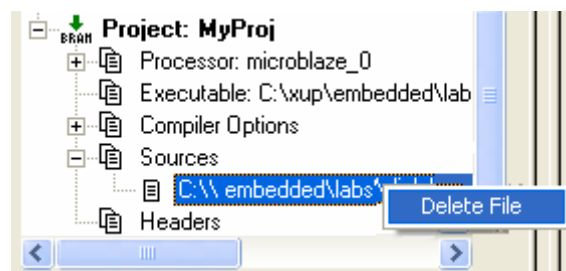 BRAM Project: MyProj
Processor: microblaze_0
Executable: C:\xup\embedded\lab
Compiler Options
Sources
C:\\ embedded\labs\
Delete File
Headers